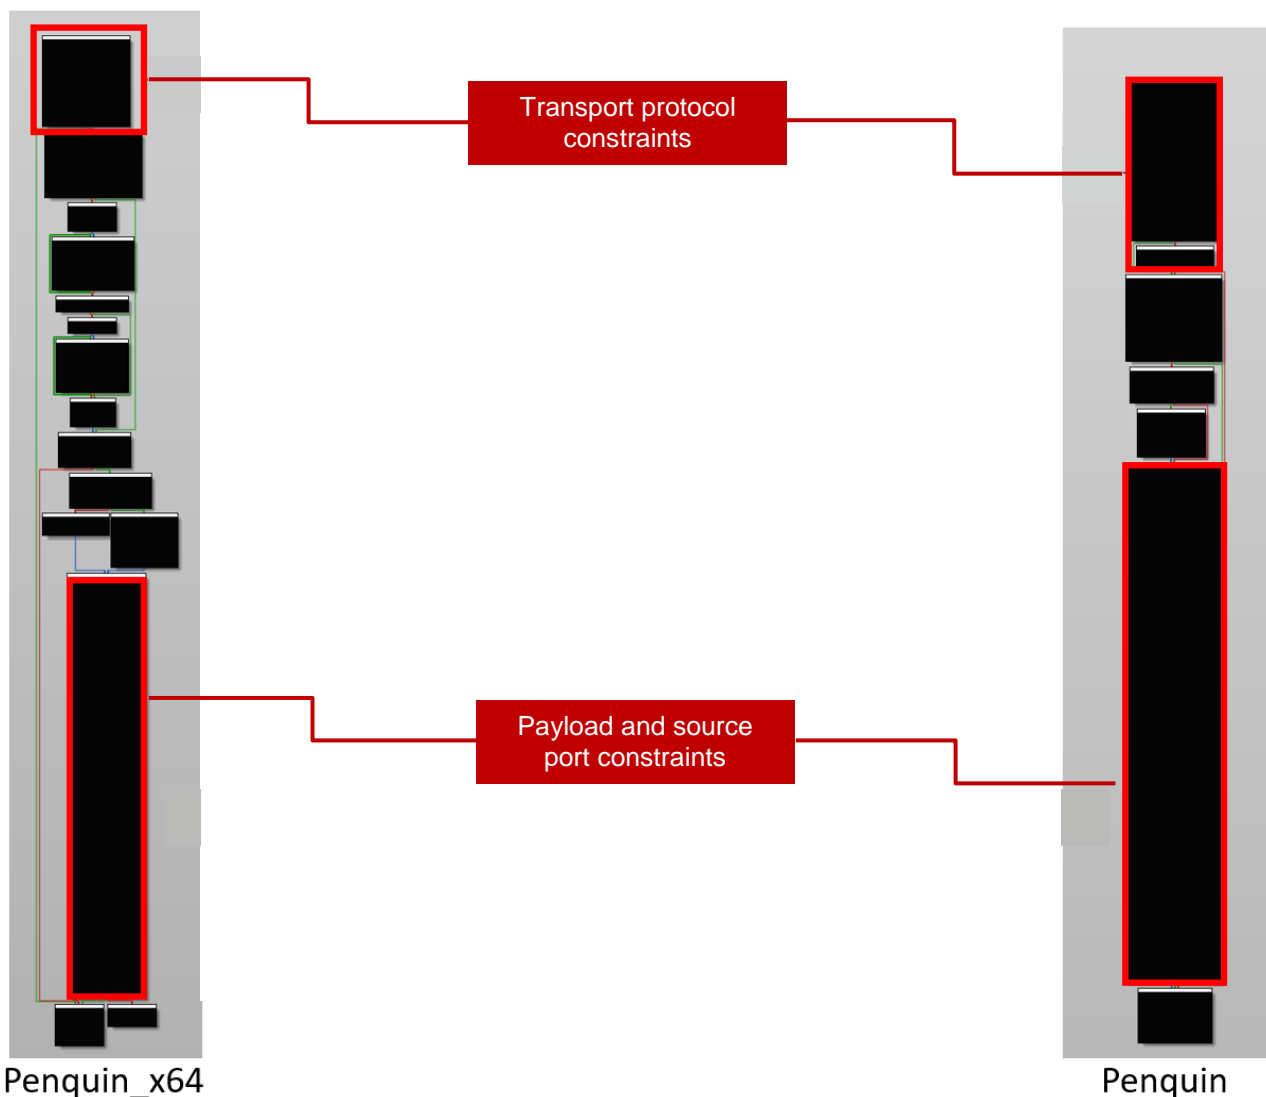 Transport protocol
constraints
Payload and source
port constraints
Penquin_x64
Penquin